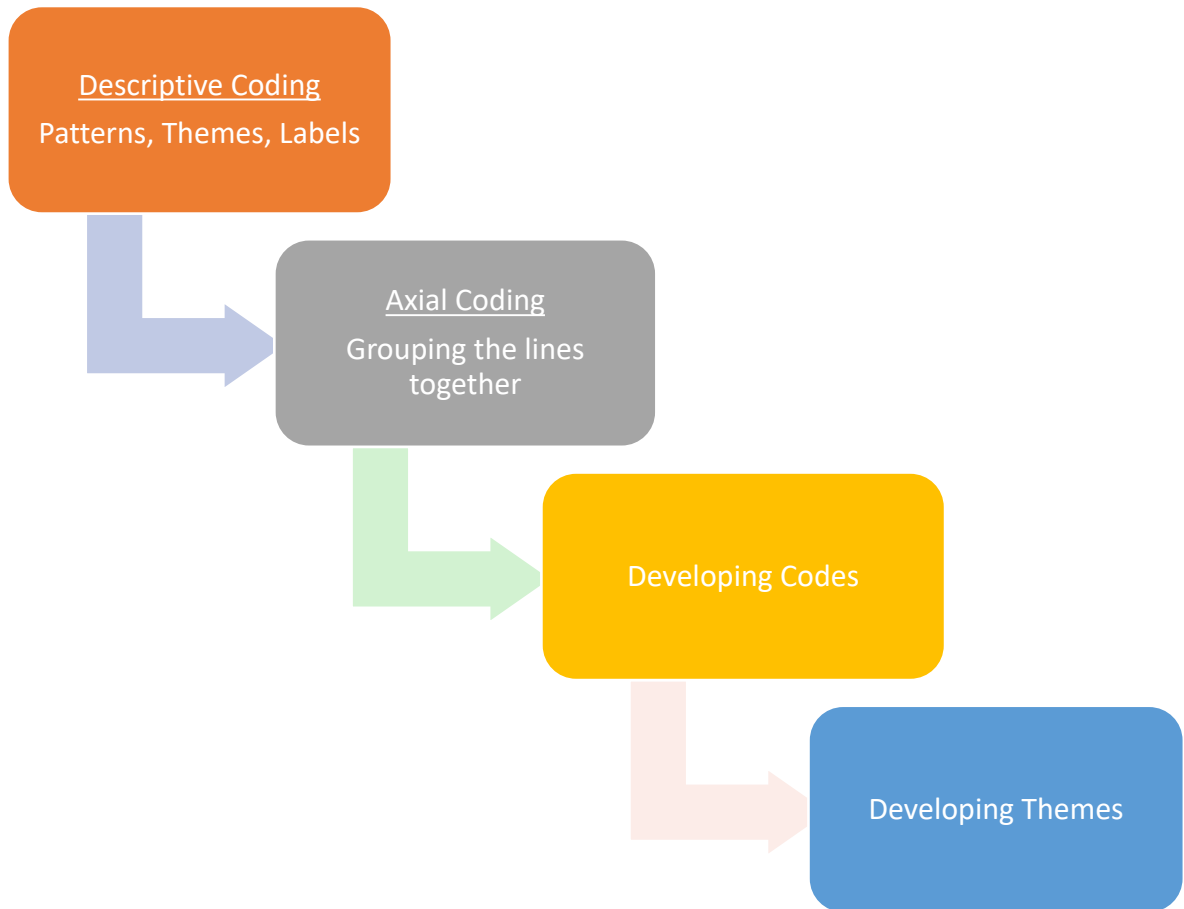 Descriptive Coding
Patterns, Themes, Labels
Axial Coding
Grouping the lines
together
Developing Codes
Developing Themes